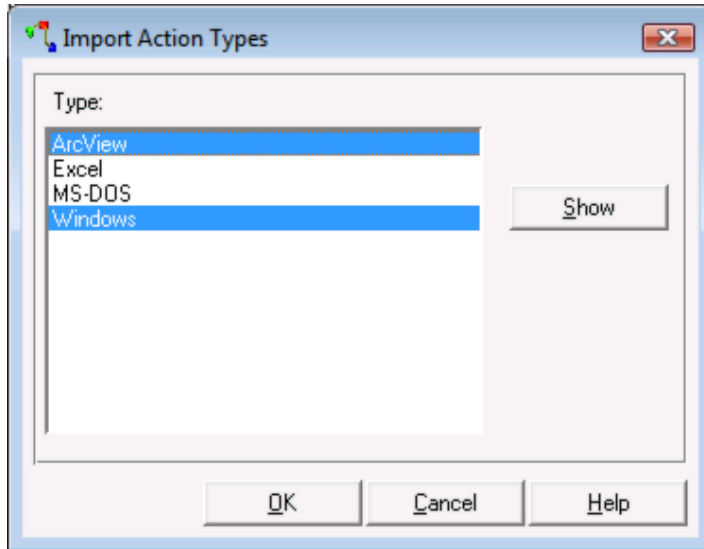 Import Action Types
Type:
ArcView
Excel
MS-DOS
Windows
Show
OK
Cancel
Help